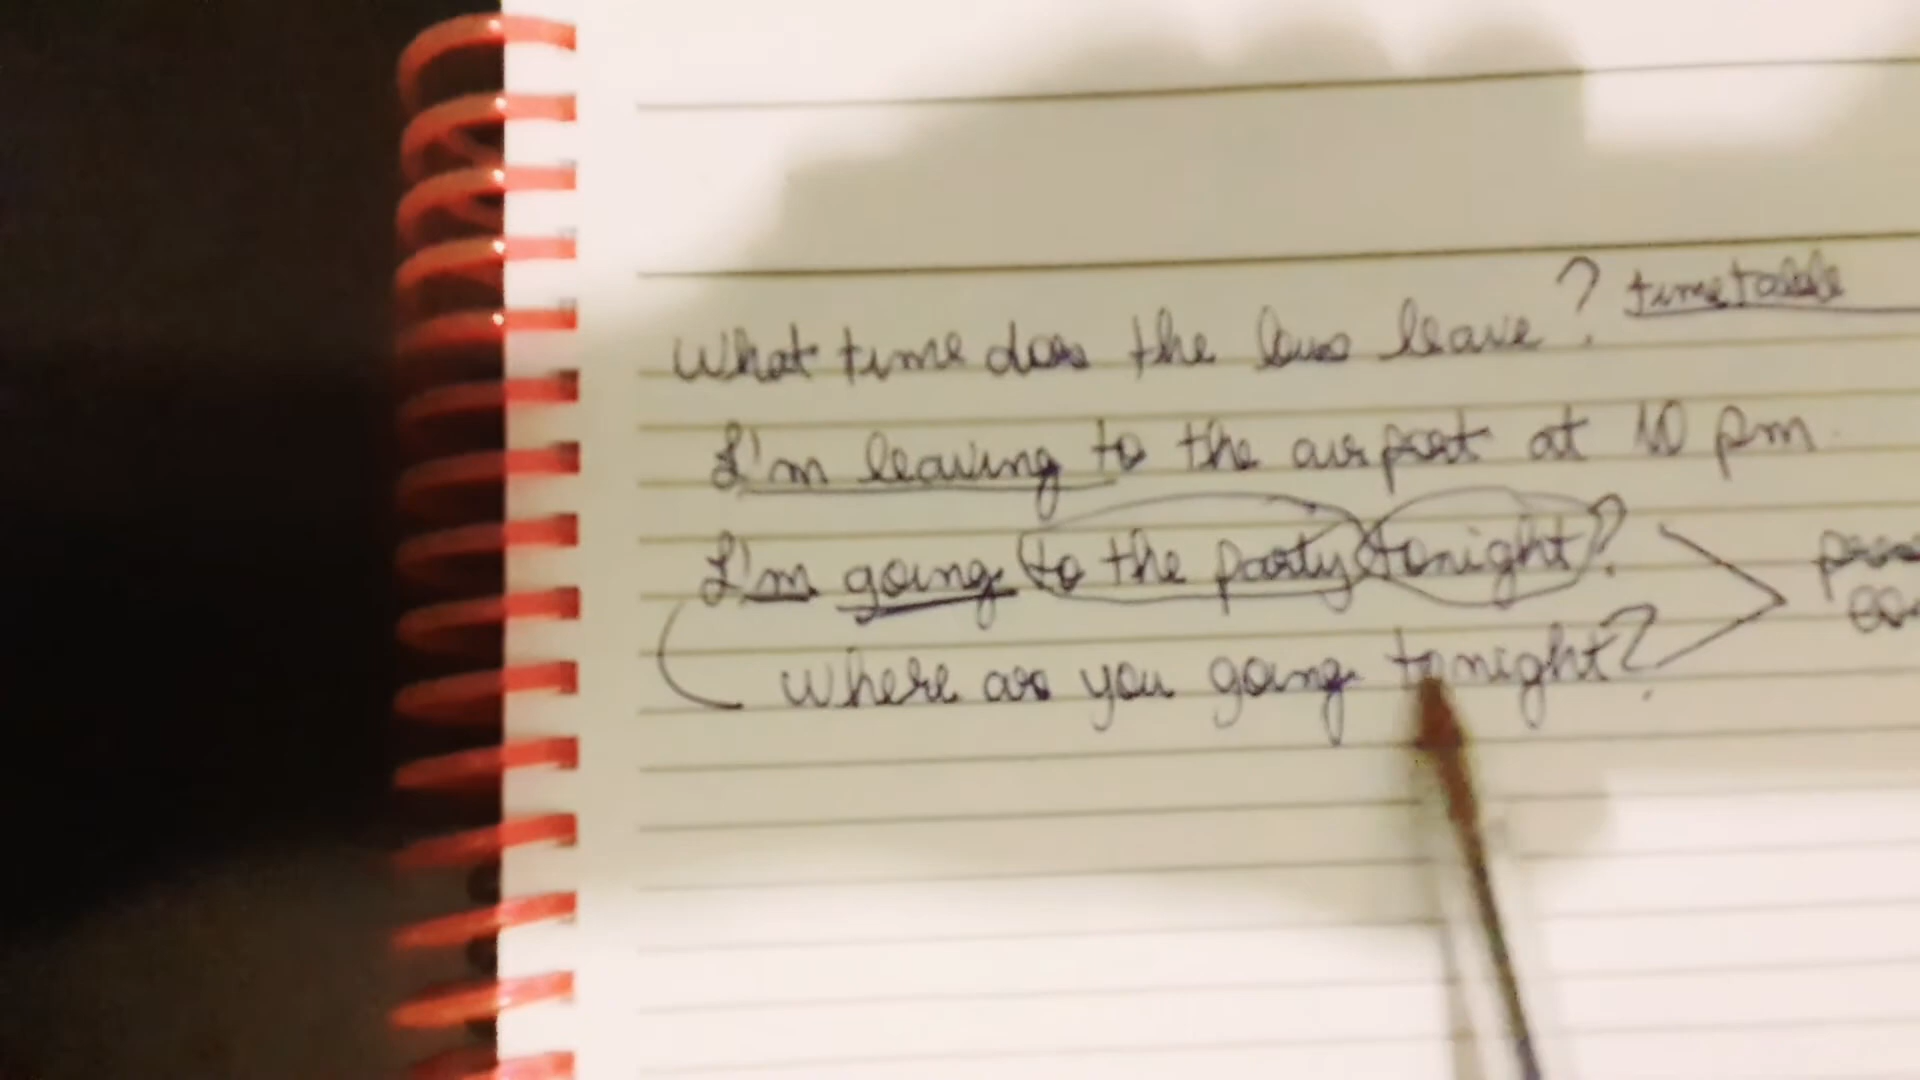 What time does the bus leave? timetable
I'm leaving to the airport at 10 pm
I'm going to the party tonight?
Where are you going tonight?